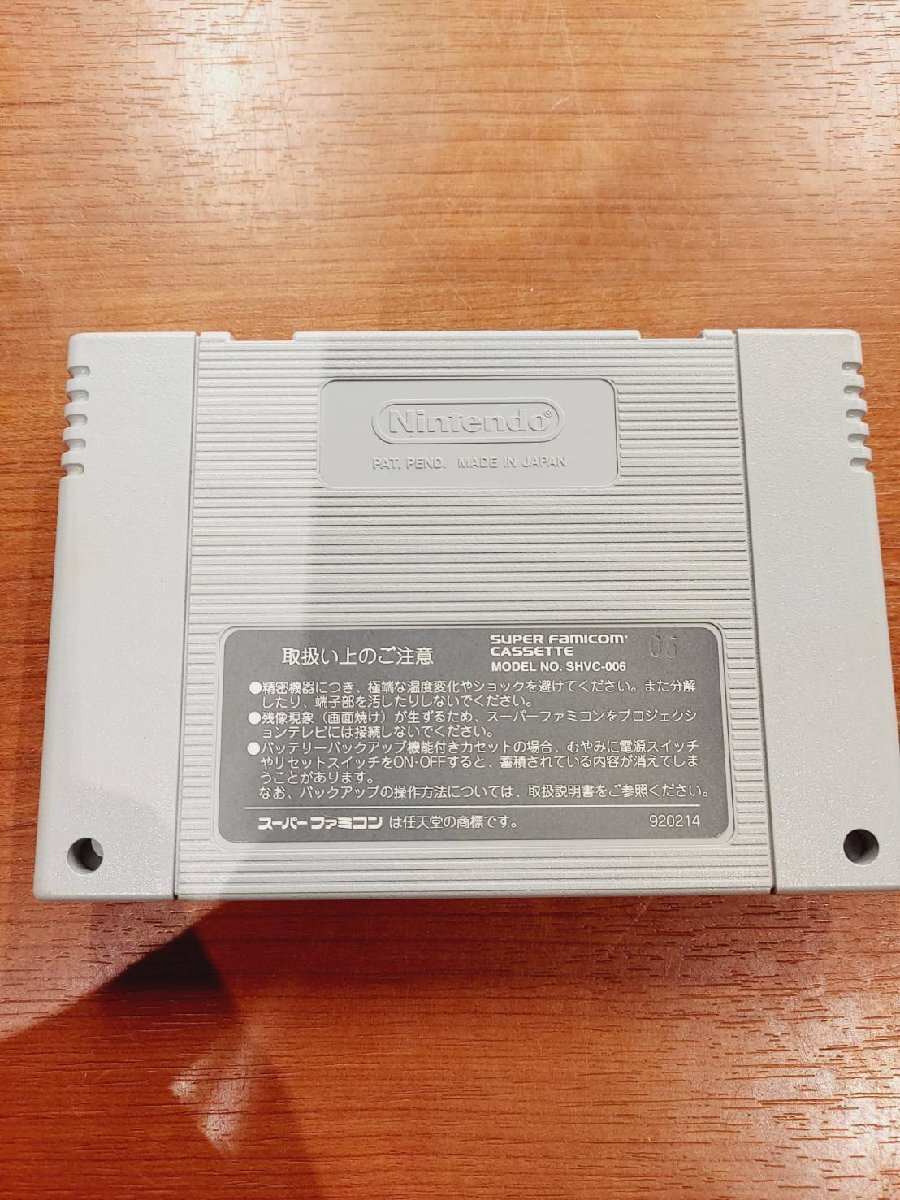 Nintendo®
PAT. PEND. MADE IN JAPAN
取扱い上のご注意
SUPER FAMICOM
CASSETTE
MODEL NO. SHVC-006
●精密機器につき、極端な温度変化やショックを避けてください。また分解
したり、端子部を汚したりしないでください。
●残像現象（画面焼け）が生ずるため、スーパーファミコンをプロジェクシ
ョンテレビには接続しないでください。
●バッテリーバックアップ機能付きカセットの場合、むやみに電源スイッチ
やリセットスイッチをON・OFFすると、蓄積されている内容が消えてしま
うことがあります。
なお、バックアップの操作方法については、取扱説明書をご参照ください。
スーパーファミコンは任天堂の商標です。
920214